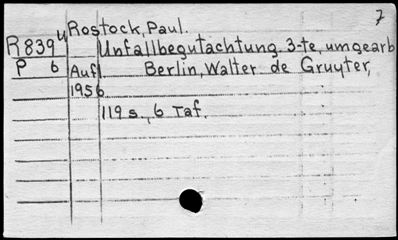 7
Rostock, Paul.
R 839 u Unfallbegutachtung. 3-te, umgearb
P 6 Aufl. Berlin, Walter de Gruyter,
1956
119 s., 6 Taf.